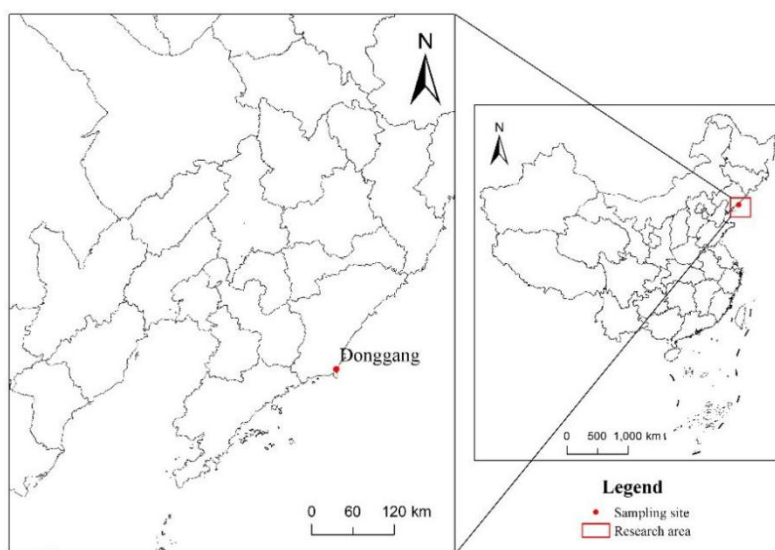 N
Donggang
0 60 120 km
N
0 500 1,000 km
Legend
Sampling site
Research area